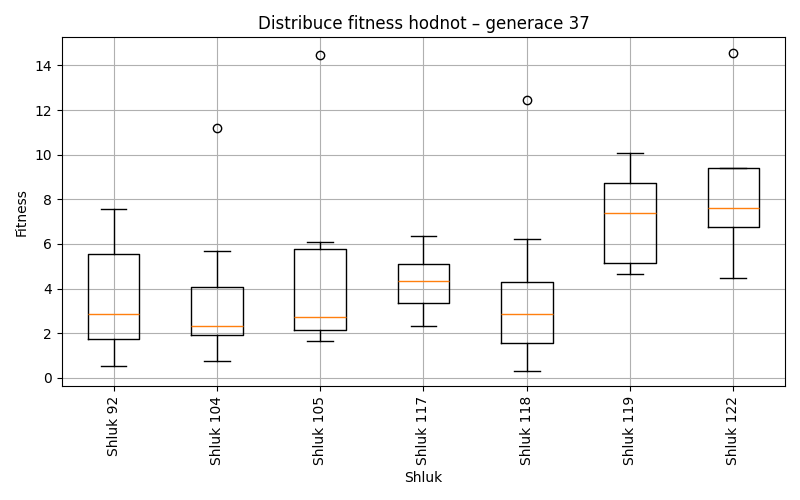 Distribuce fitness hodnot – generace 37
14
12
10
8
6
4
2
0
Fitness
Shluk 92
Shluk 104
Shluk 105
Shluk 117
Shluk 118
Shluk 119
Shluk 122
Shluk